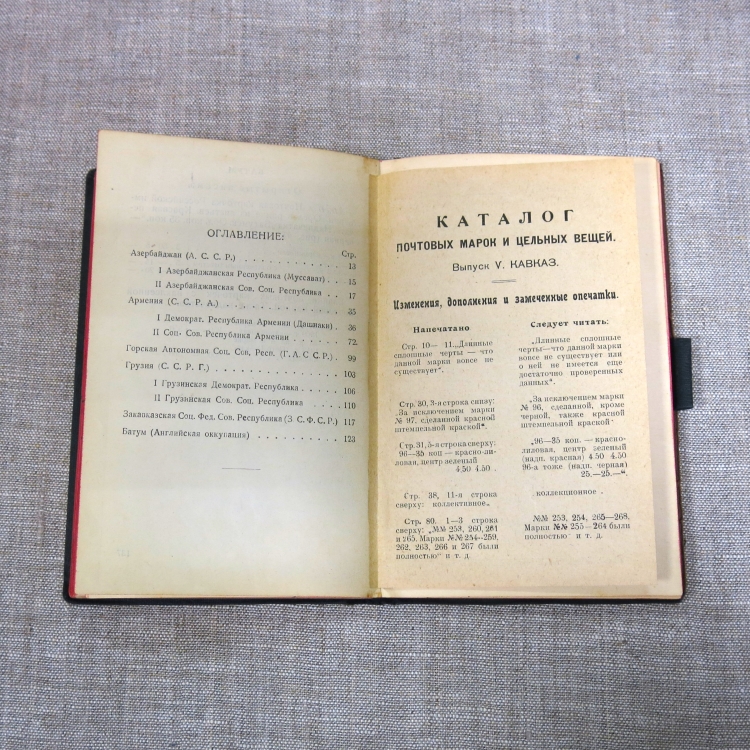 ОГЛАВЛЕНИЕ:
Стр.
Азербайджан (А. С. С. Р.) . . . . . . . . . . 13
I Азербайджанская Республика (Муссават) . . 15
II Азербайджанская Сов. Соц. Республика . . 17
Армения (С. С. Р. А.) . . . . . . . . . . . 35
I Демократ. Республика Армении (Дашнаки) . 36
II Соц. Сов. Республика Армении . . . . . 72
Горская Автономная Соц. Сов. Респ. (Г. А. С. С. Р.) . 99
Грузия (С. С. Р. Г.) . . . . . . . . . . . . 103
I Грузинская Демократ. Республика . . . . . 106
II Грузинская Сов. Соц. Республика . . . . 110
Закавказская Соц. Фед. Сов. Республика (З. С. Ф. С. Р.) 117
Батум (Английская оккупация) . . . . . . . . . 123
КАТАЛОГ
ПОЧТОВЫХ МАРОК И ЦЕЛЬНЫХ ВЕЩЕЙ.
Выпуск V. КАВКАЗ.
Изменения, дополнения и замеченные опечатки.
Напечатано
Стр. 10— 11. „Длинные
сплошные черты — что
данной марки вовсе не
существует".
Стр. 30, 3-я строка снизу:
„За исключением марки
№ 97, сделанной красной
штемпельной краской".
Стр. 31, 5-я строка сверху:
96—35 коп — красно-ли-
ловая, центр зеленый
4.50 4.50 .
Стр. 38, 11-я строка
сверху: коллективное"
Стр. 80. 1—3 строка
сверху: „№№ 253, 260, 261
и 265. Марки №№ 254—259,
262, 263, 266 и 267 были
полностью" и т. д.
Следует читать:
„Длинные сплошные
черты—что данной марки
вовсе не существует или
о ней не имеется еще
достаточно проверенных
данных".
„За исключением марки
№ 96, сделанной, кроме
черной, также красной
штемпельной краской
„96—35 коп. — красно-
лиловая, центр зеленый
(надп. красная) 4.50 4.50
96-а тоже (надп. черная)
25.—25.—".
коллекционное .
№№ 253, 254, 265—268.
Марки №№ 255—264 были
полностью" и т. д.